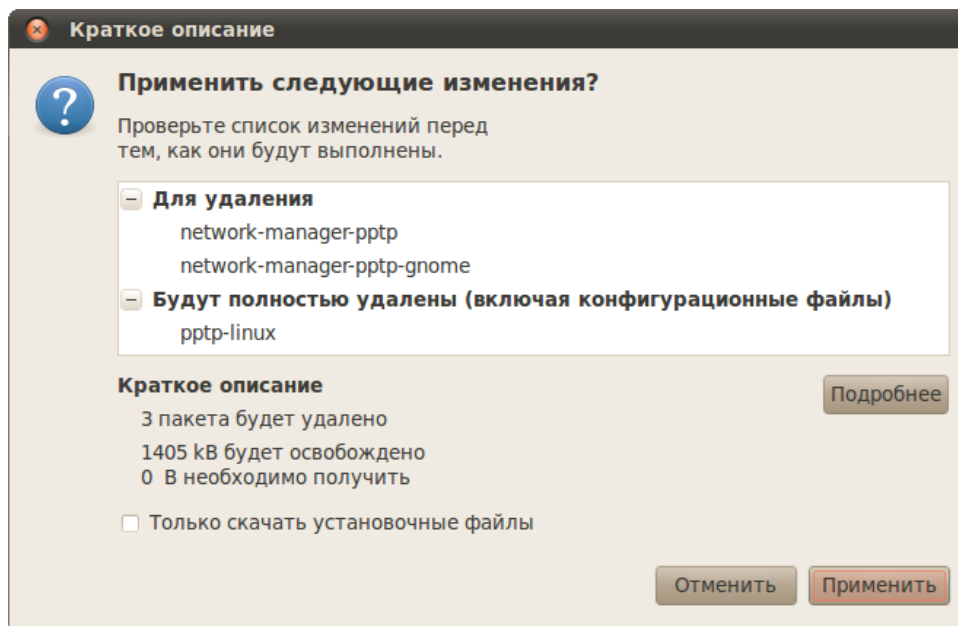 Краткое описание
Применить следующие изменения?
Проверьте список изменений перед
тем, как они будут выполнены.
Для удаления
network-manager-pptp
network-manager-pptp-gnome
Будут полностью удалены (включая конфигурационные файлы)
pptp-linux
Краткое описание
Подробнее
3 пакета будет удалено
1405 kB будет освобождено
0 B необходимо получить
Только скачать установочные файлы
Отменить
Применить